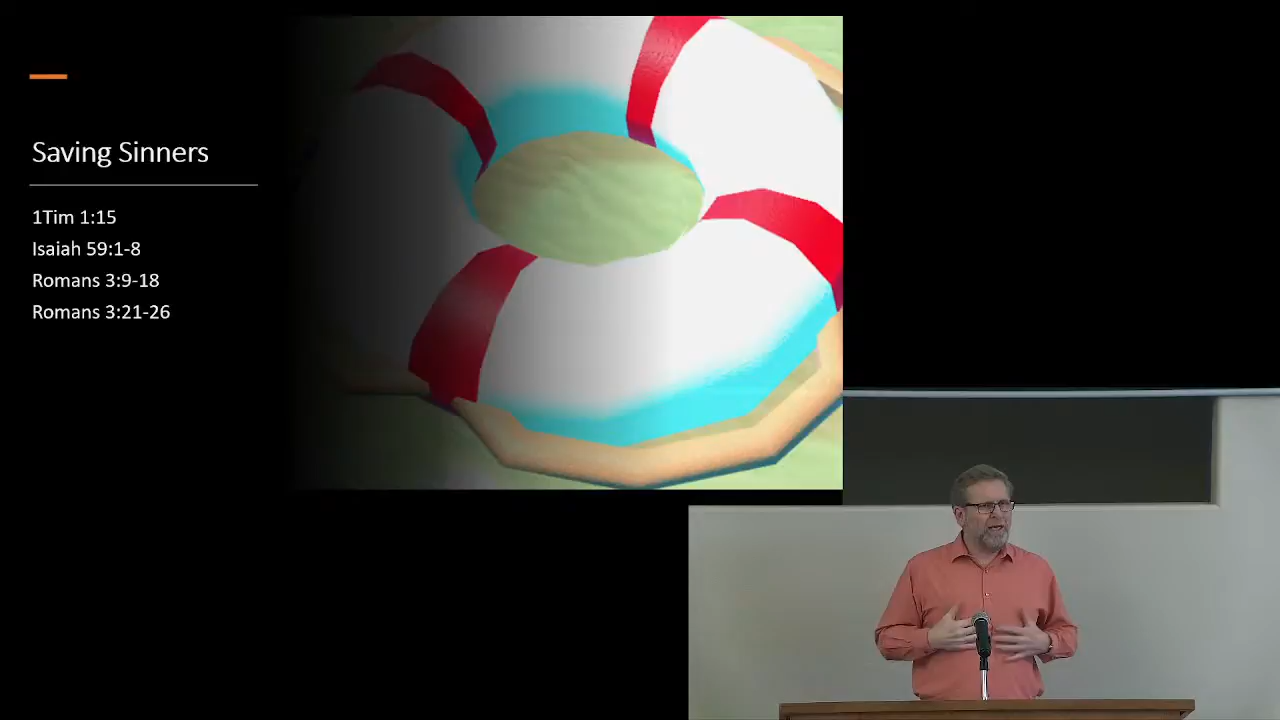 Saving Sinners
1Tim 1:15
Isaiah 59:1-8
Romans 3:9-18
Romans 3:21-26